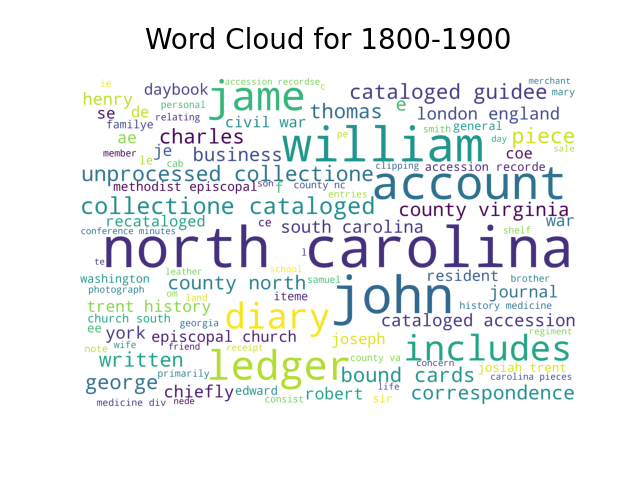 Word Cloud for 1800-1900
ie accession recordse c merchant
henry daybook jame cataloged guidee mary
se de personal relating civil war thomas e london england
familye ae charles william smith general day piece
member je business pe coe sale
le cab unprocessed collectione clipping accession recorde
methodist episcopal son f county nc account
collectione cataloged entries county virginia
recataloged ce south carolina war
conference minutes north carolina shelf
te l
washington leather school samuel resident brother
photograph om land county north iteme john journal
trent history diary history medicine
church south georgia cataloged accession
ee york episcopal church joseph regiment
note wife friend receipt includes
written ledger county va concern josiah trent
george primarily bound cards carolina pieces
chiefly edward robert life correspondence
medicine div nede consist sir